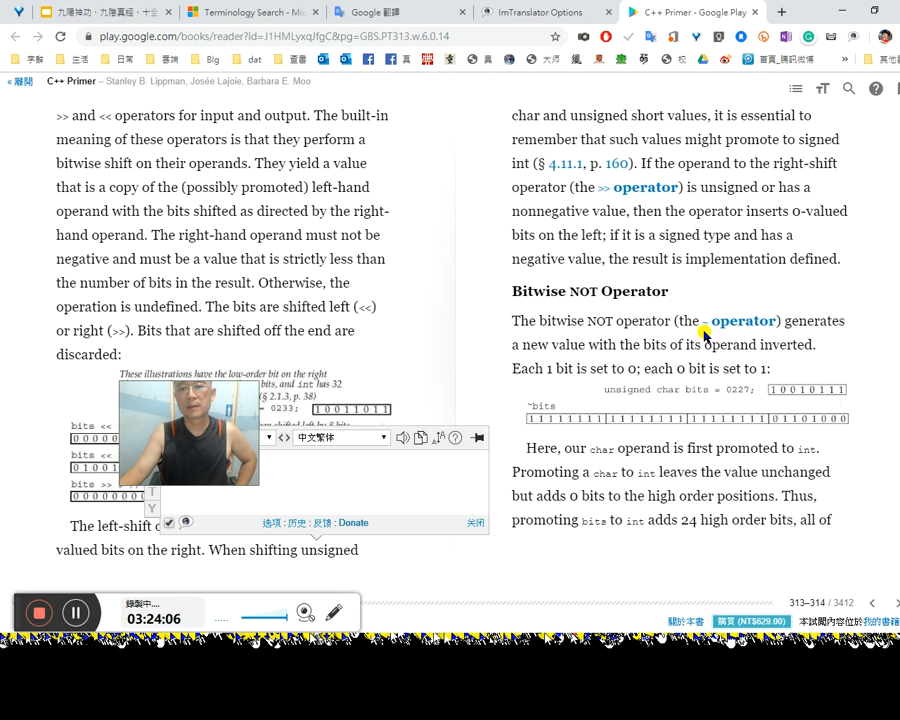 九陽神功、九陰真經、十全
Terminology Search - Mic
Google 翻譯
ImTranslator Options
C++ Primer - Google Play
play.google.com/books/reader?id=J1HMLyxqJfgC&pg=GBS.PT313.w.6.0.14
字辭
生活
日常
雲端
Blg
dat
查書
真
典
異
大师
萌
校
首頁_騰訊微博
其他書
« 離開
C++ Primer – Stanley B. Lippman, Josée Lajoie, Barbara E. Moo
>> and << operators for input and output. The built-in
meaning of these operators is that they perform a
bitwise shift on their operands. They yield a value
that is a copy of the (possibly promoted) left-hand
operand with the bits shifted as directed by the right-
hand operand. The right-hand operand must not be
negative and must be a value that is strictly less than
the number of bits in the result. Otherwise, the
operation is undefined. The bits are shifted left (<<)
or right (>>). Bits that are shifted off the end are
discarded:
These illustrations have the low-order bit on the right
bits, and int has 32
(§ 2.1.3, p. 38)
= 0233; 1 0 0 1 1 0 1 1
bits <<
bits <<
bits >>
中文繁体
T
Y
选项 : 历史 : 反馈 : Donate
关闭
The left-shift
valued bits on the right. When shifting unsigned
char and unsigned short values, it is essential to
remember that such values might promote to signed
int (§ 4.11.1, p. 160). If the operand to the right-shift
operator (the >> operator) is unsigned or has a
nonnegative value, then the operator inserts 0-valued
bits on the left; if it is a signed type and has a
negative value, the result is implementation defined.
Bitwise NOT Operator
The bitwise NOT operator (the ~ operator) generates
a new value with the bits of its operand inverted.
Each 1 bit is set to 0; each 0 bit is set to 1:
unsigned char bits = 0227; 1 0 0 1 0 1 1 1
~bits
1 1 1 1 1 1 1 1 1 1 1 1 1 1 1 1 1 1 1 1 1 1 1 1 0 1 1 0 1 0 0 0
Here, our char operand is first promoted to int.
Promoting a char to int leaves the value unchanged
but adds 0 bits to the high order positions. Thus,
promoting bits to int adds 24 high order bits, all of
錄製中....
03:24:06
313–314 / 3412
關於本書
購買 (NT$629.00)
本試閱內容位於我的書籍